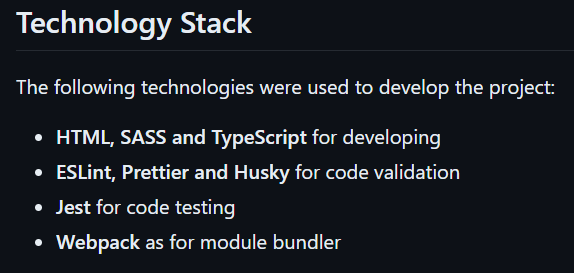 Technology Stack
The following technologies were used to develop the project:
HTML, SASS and TypeScript for developing
ESLint, Prettier and Husky for code validation
Jest for code testing
Webpack as for module bundler